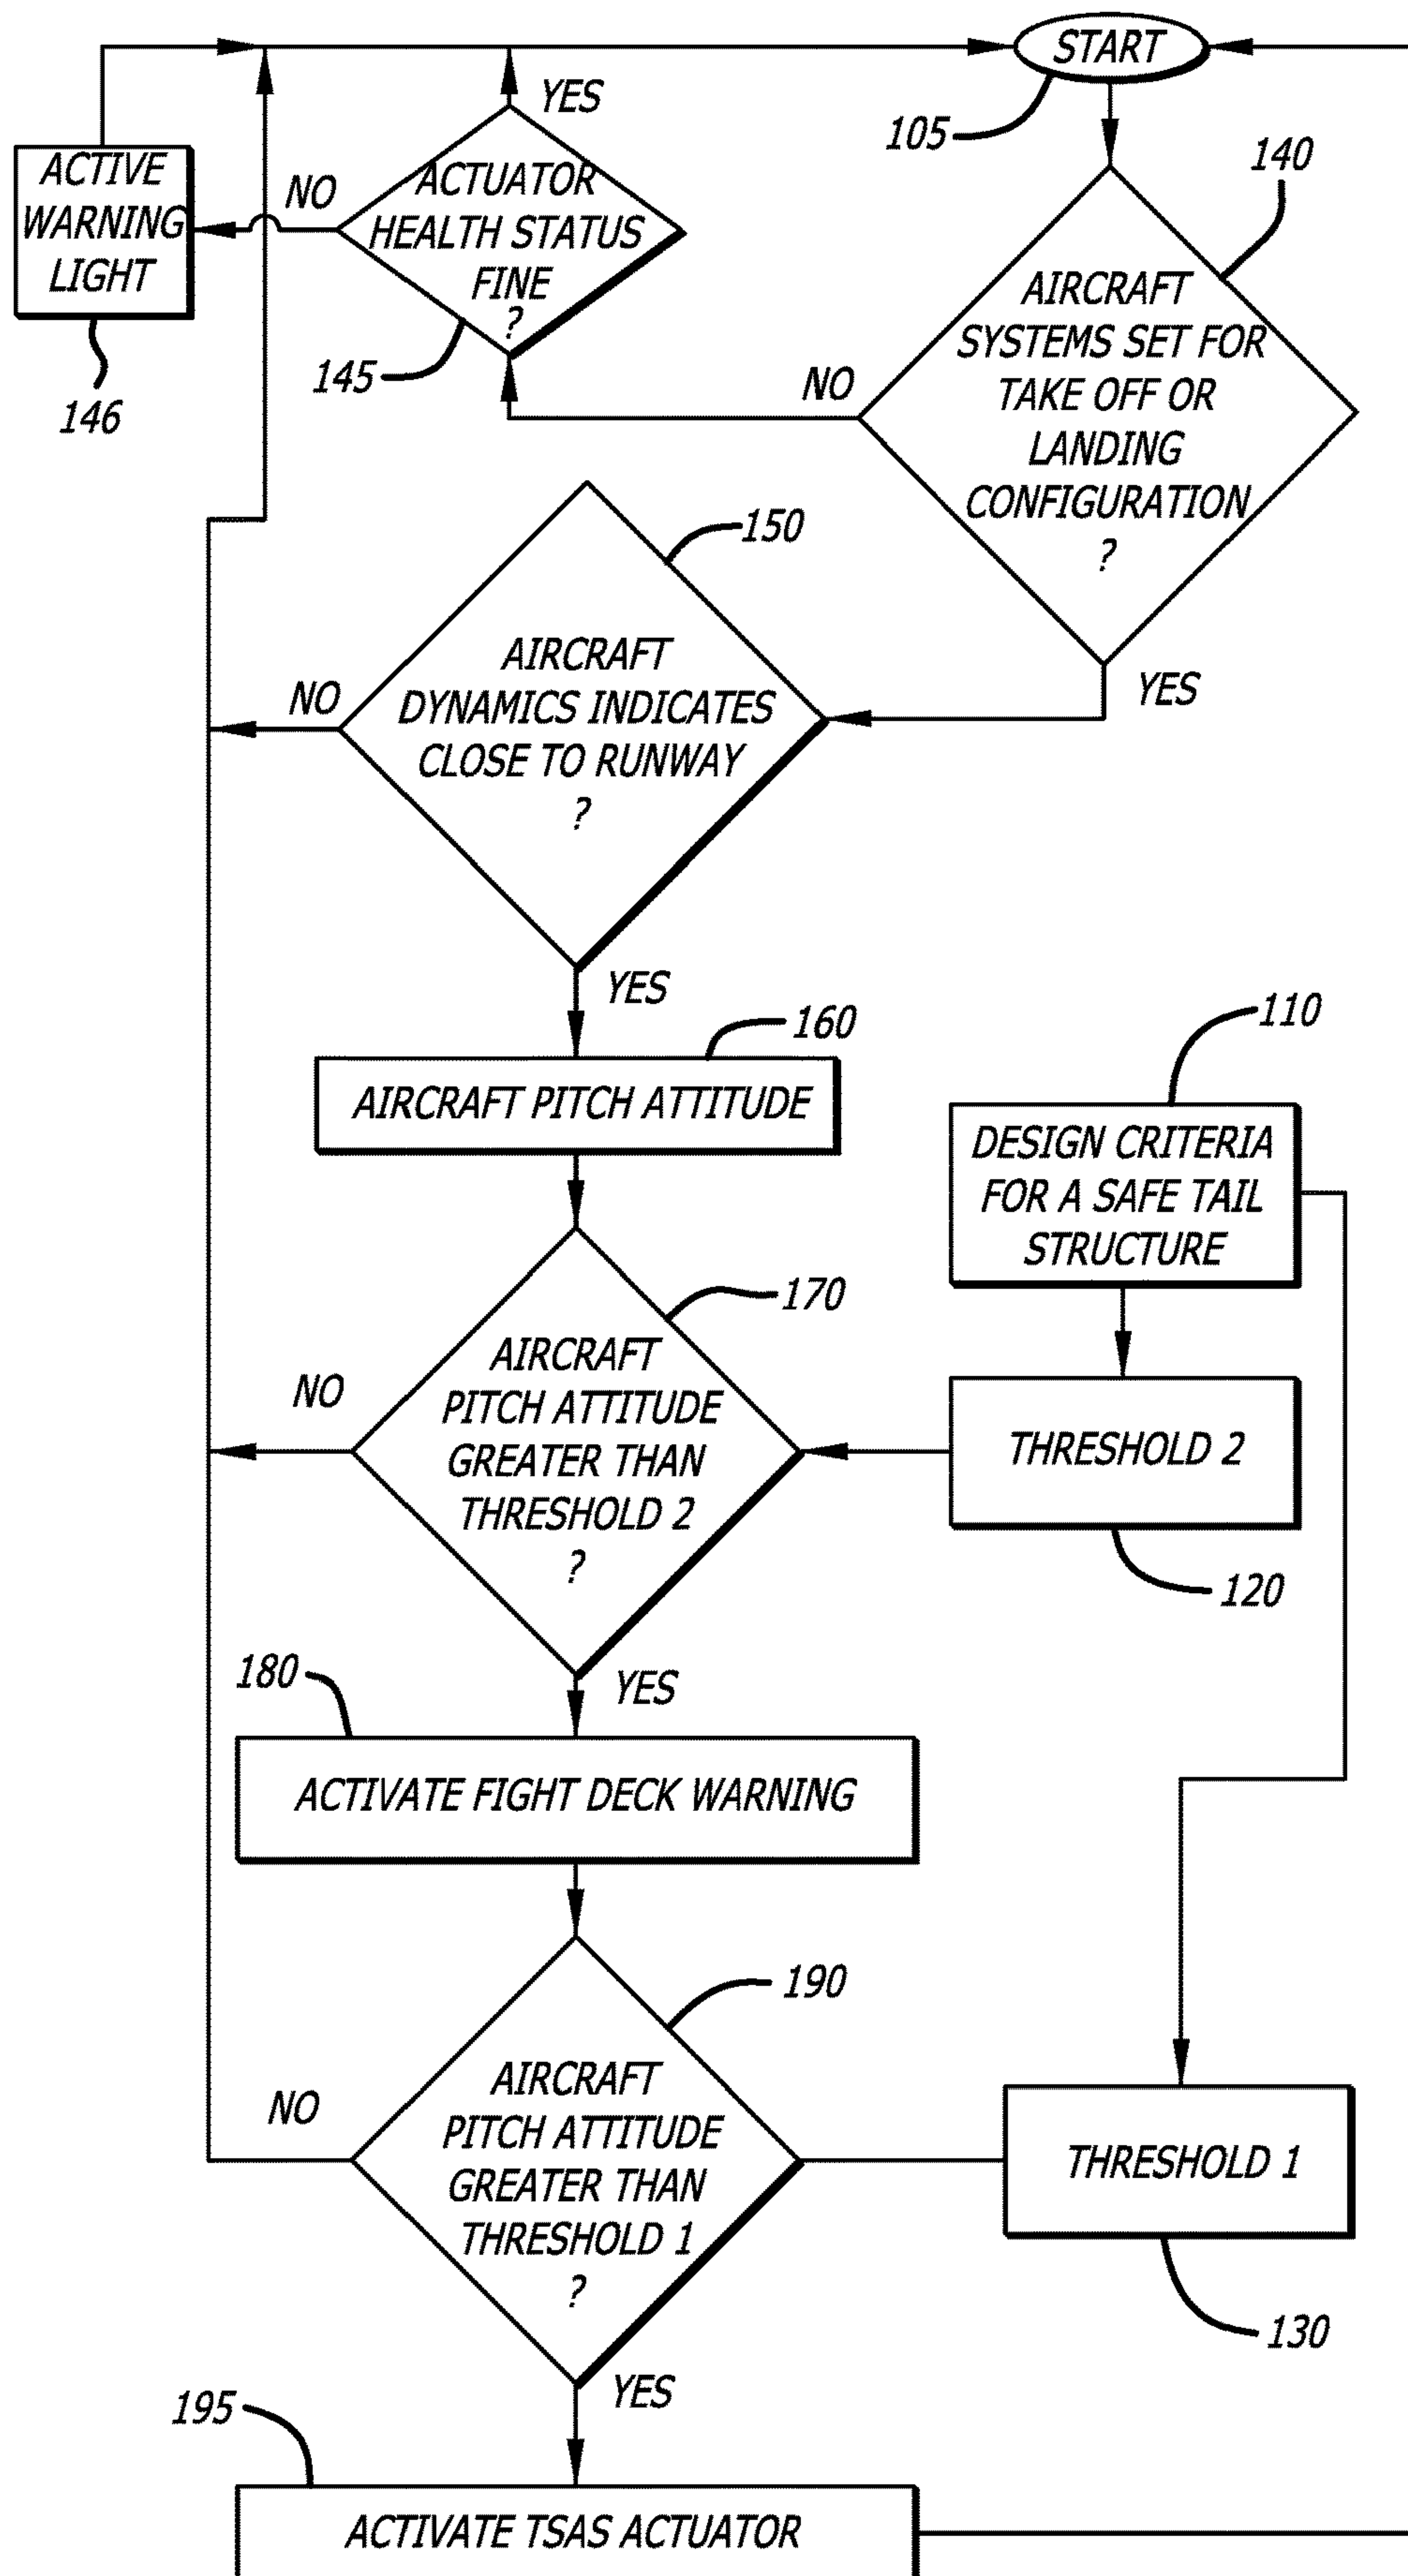 START
105
YES
ACTIVE
WARNING
LIGHT
146
NO
ACTUATOR
HEALTH STATUS
FINE
?
145
140
AIRCRAFT
SYSTEMS SET FOR
TAKE OFF OR
LANDING
CONFIGURATION
?
NO
YES
150
AIRCRAFT
DYNAMICS INDICATES
CLOSE TO RUNWAY
?
NO
YES
160
AIRCRAFT PITCH ATTITUDE
110
DESIGN CRITERIA
FOR A SAFE TAIL
STRUCTURE
170
AIRCRAFT
PITCH ATTITUDE
GREATER THAN
THRESHOLD 2
?
NO
THRESHOLD 2
120
YES
180
ACTIVATE FIGHT DECK WARNING
190
AIRCRAFT
PITCH ATTITUDE
GREATER THAN
THRESHOLD 1
?
NO
THRESHOLD 1
130
YES
195
ACTIVATE TSAS ACTUATOR